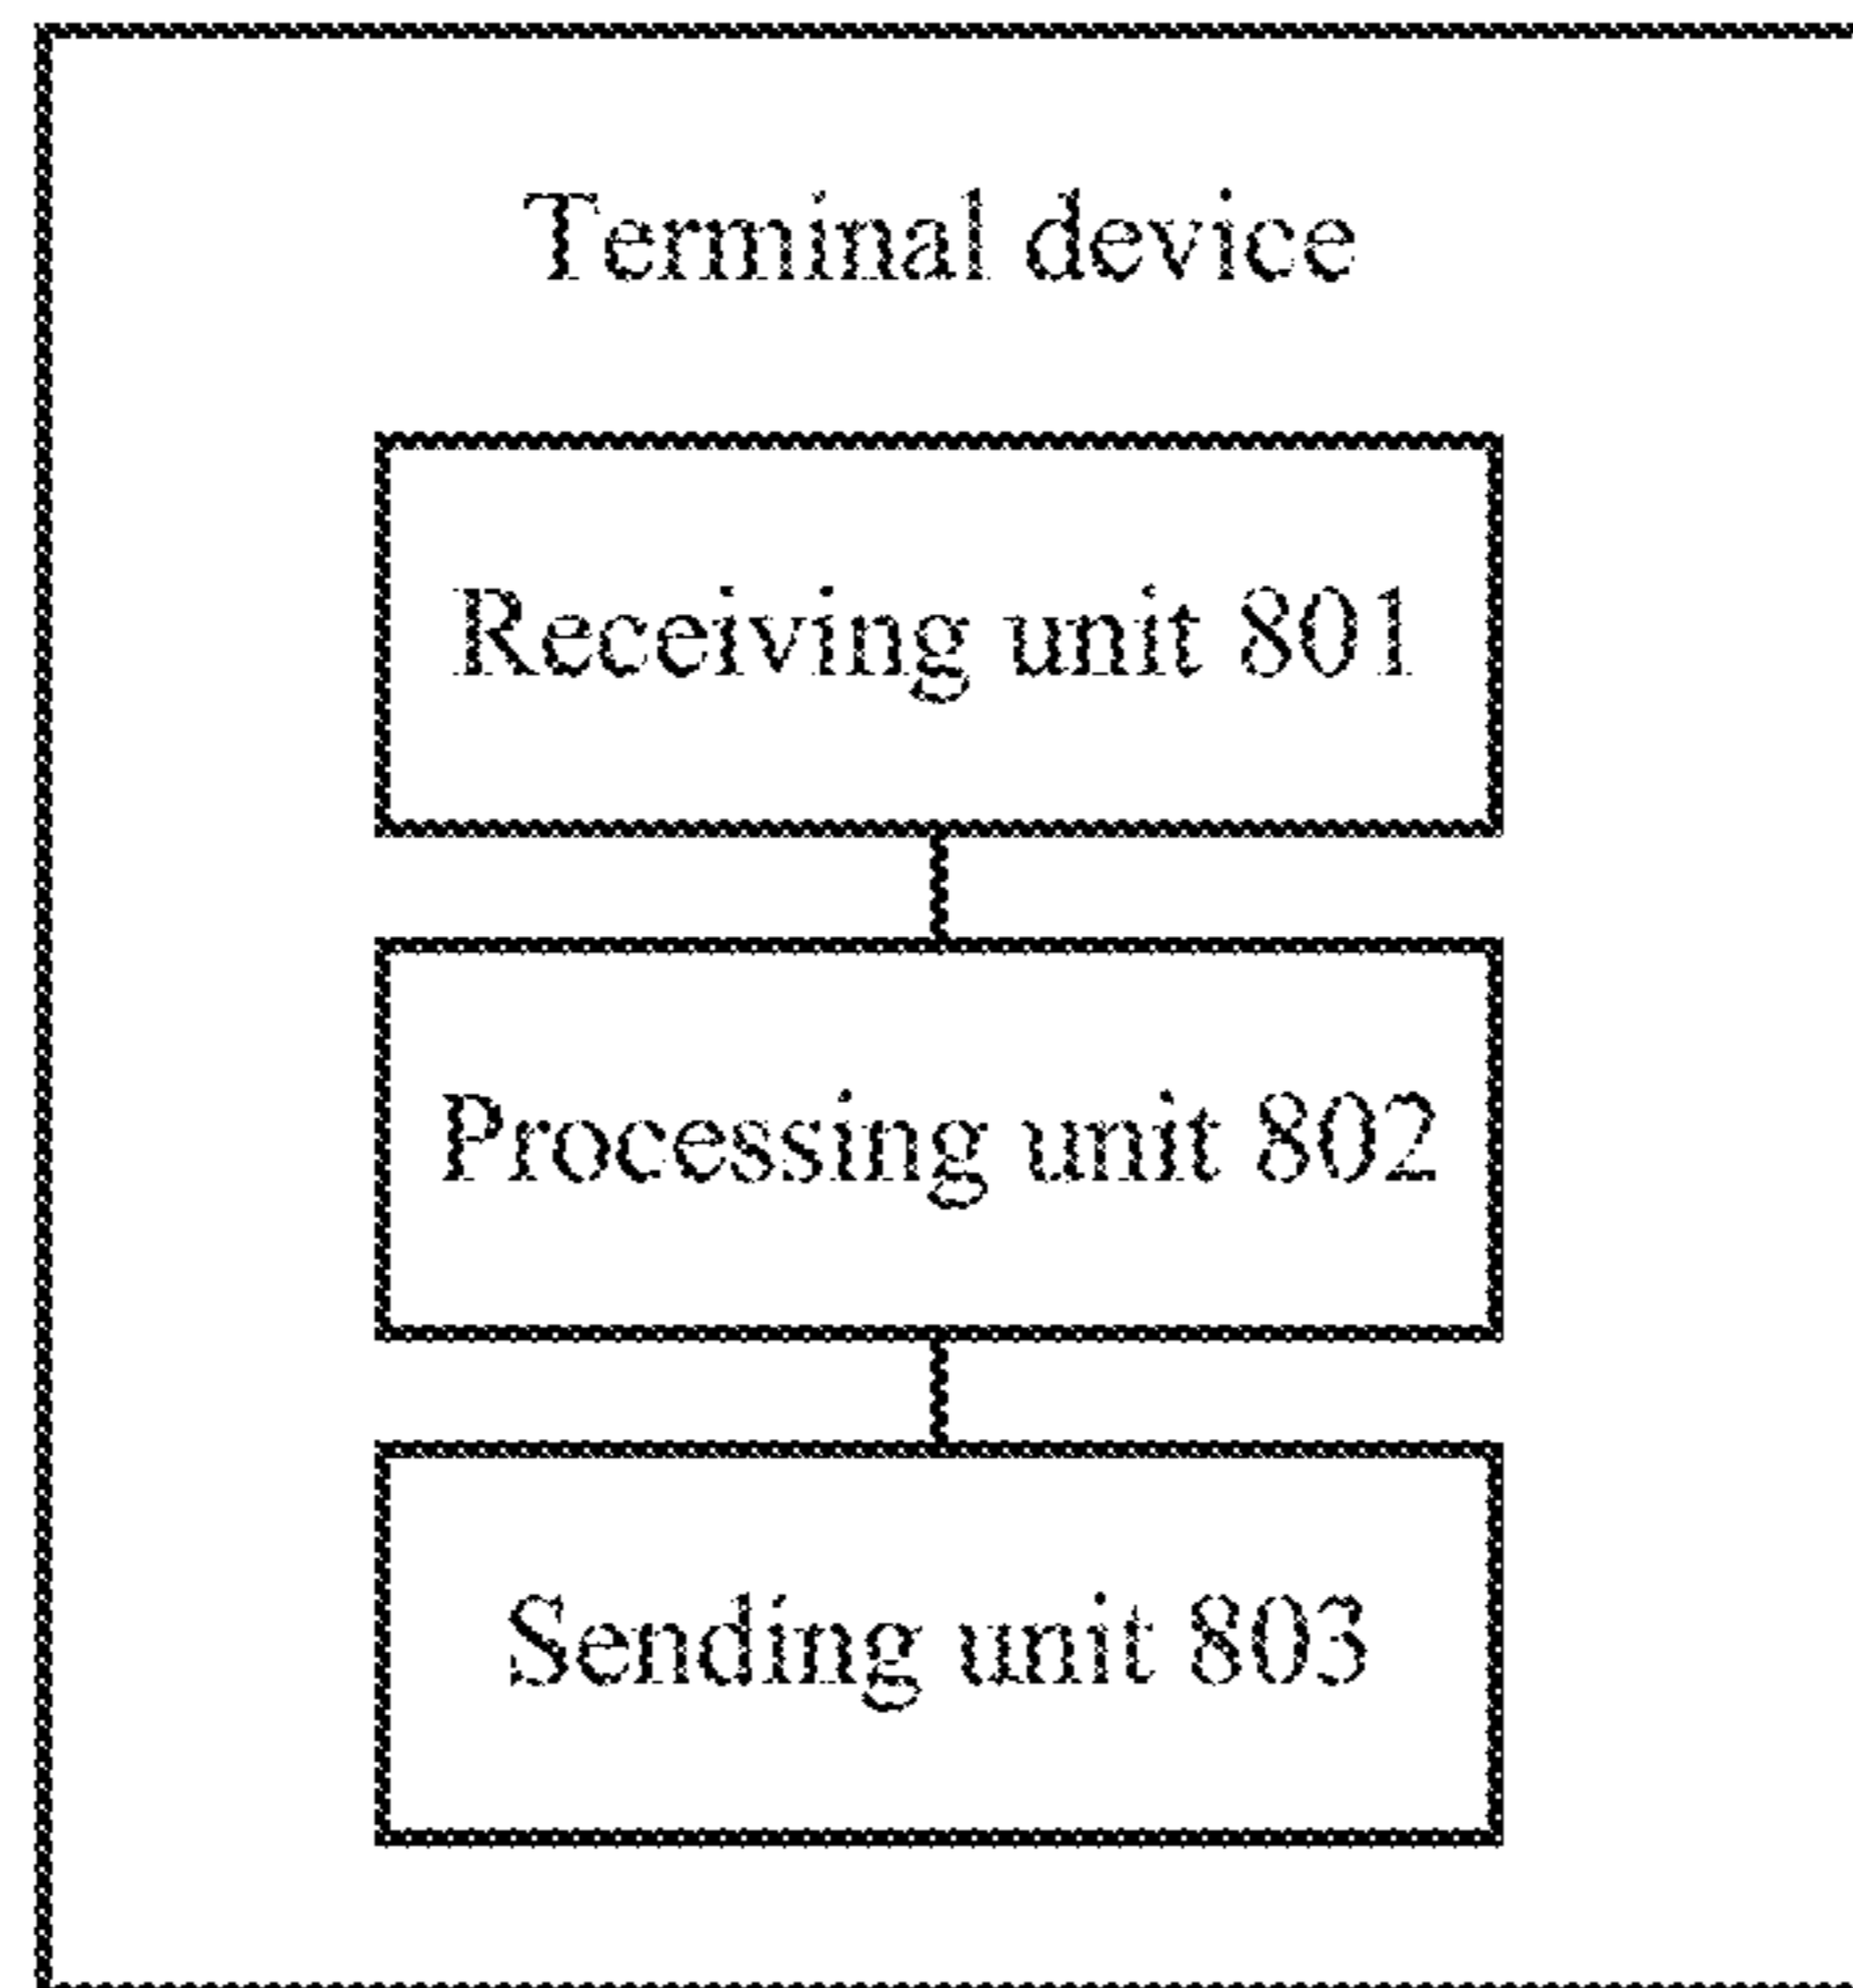 Terminal device
Receiving unit 801
Processing unit 802
Sending unit 803